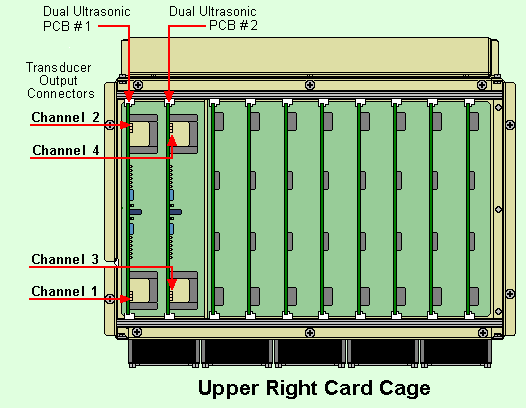 Dual Ultrasonic
PCB # 1
Dual Ultrasonic
PCB # 2
Transducer
Output
Connectors
Channel 2
Channel 4
Channel 3
Channel 1
Upper Right Card Cage